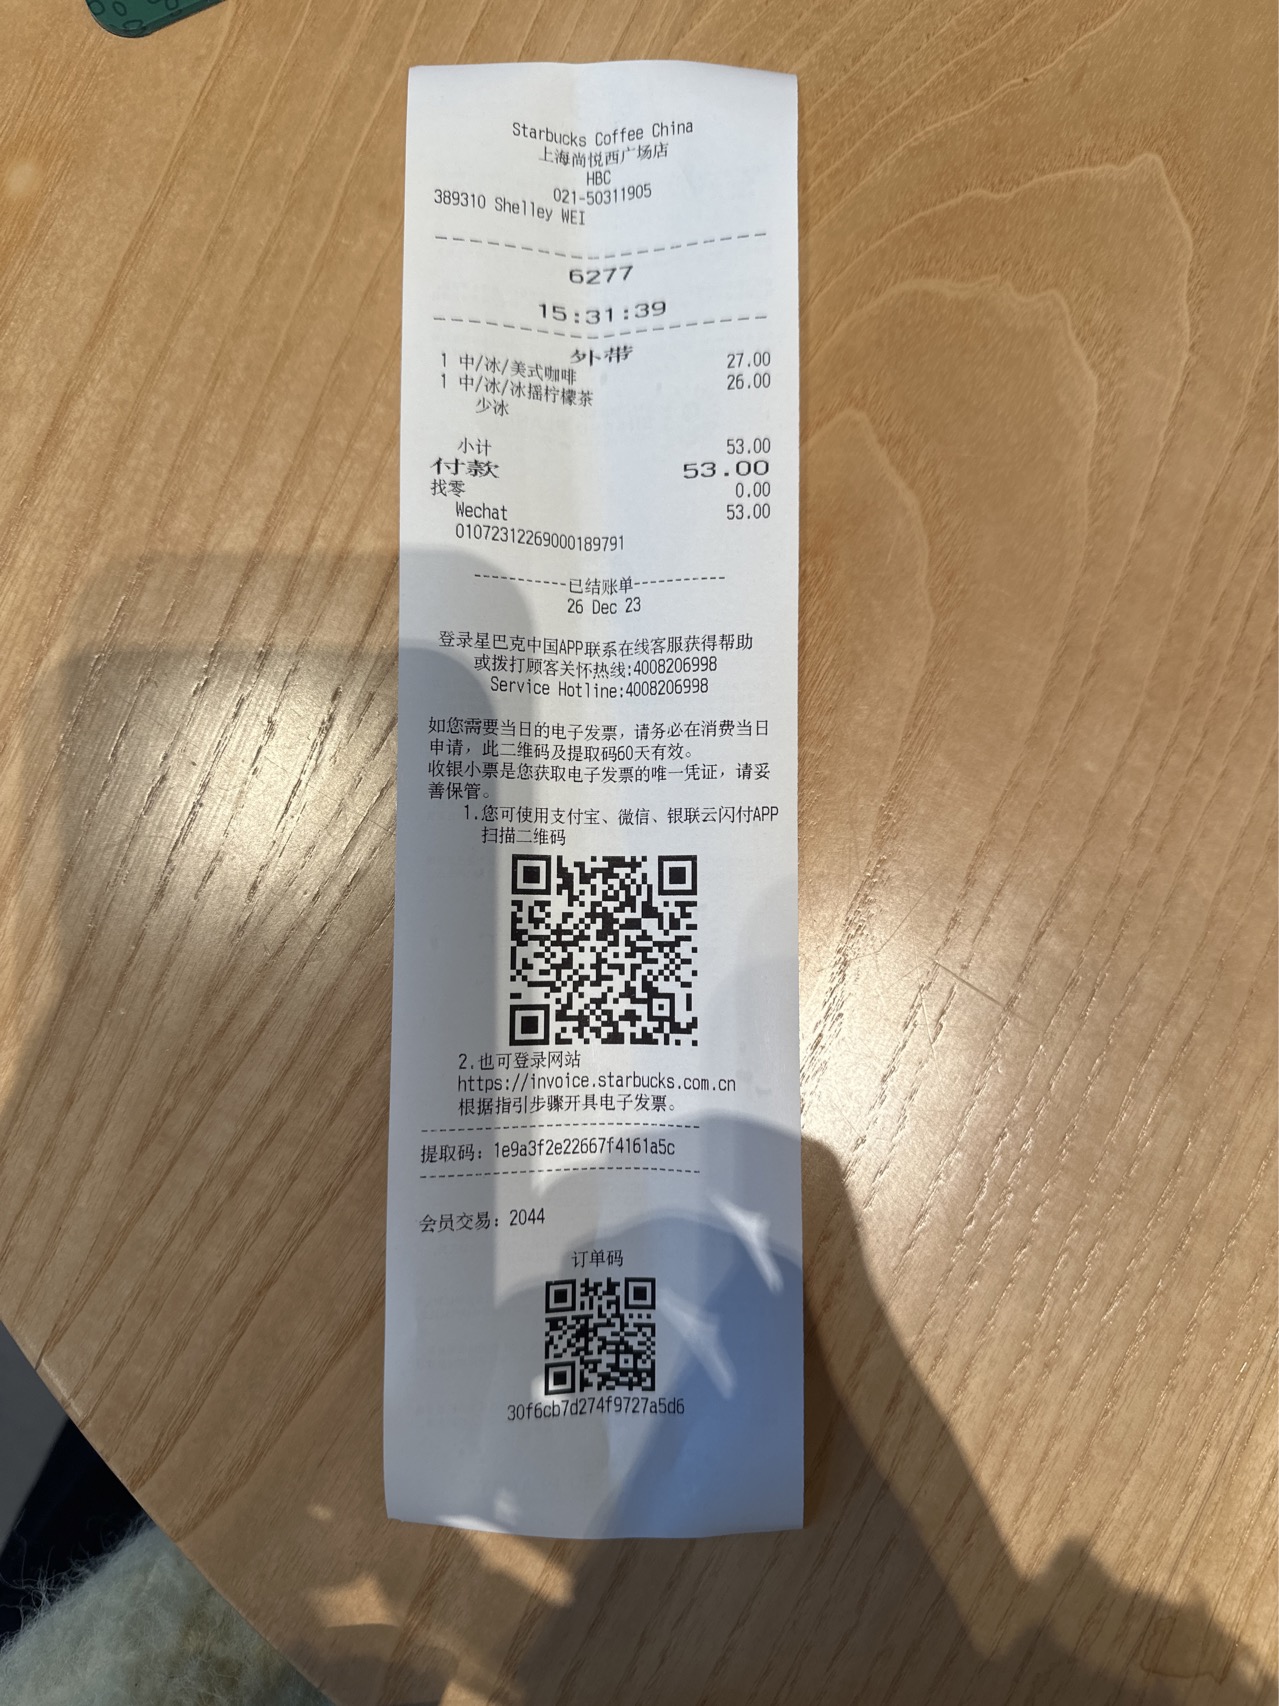 Starbucks Coffee China
上海尚悦西广场店
HBC
021-50311905
389310 Shelley WEI
6277
15:31:39
外带
1 中/冰/美式咖啡 27.00
1 中/冰/冰摇柠檬茶 26.00
少冰
小计 53.00
付款 53.00
找零 0.00
Wechat 53.00
01072312269000189791
-----------已结账单-----------
26 Dec 23
登录星巴克中国APP联系在线客服获得帮助
或拨打顾客关怀热线:4008206998
Service Hotline:4008206998
如您需要当日的电子发票，请务必在消费当日
申请，此二维码及提取码60天有效。
收银小票是您获取电子发票的唯一凭证，请妥
善保管。
1.您可使用支付宝、微信、银联云闪付APP
扫描二维码
2.也可登录网站
https://invoice.starbucks.com.cn
根据指引步骤开具电子发票。
提取码：1e9a3f2e22667f4161a5c
会员交易：2044
订单码
30f6cb7d274f9727a5d6